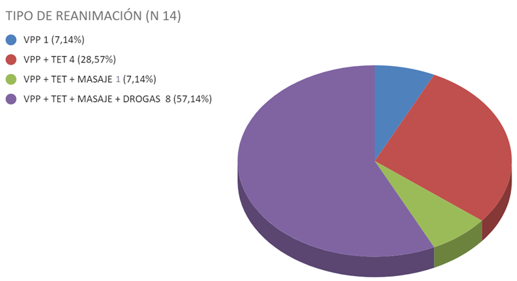 TIPO DE REANIMACIÓN (N 14)
VPP 1 (7,14%)
VPP + TET 4 (28,57%)
VPP + TET + MASAJE 1 (7,14%)
VPP + TET + MASAJE + DROGAS 8 (57,14%)